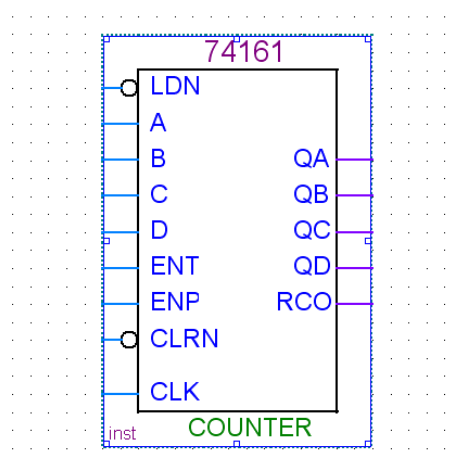 74161
LDN
A
B QA
C QB
D QC
ENT QD
ENP RCO
CLRN
CLK
inst COUNTER